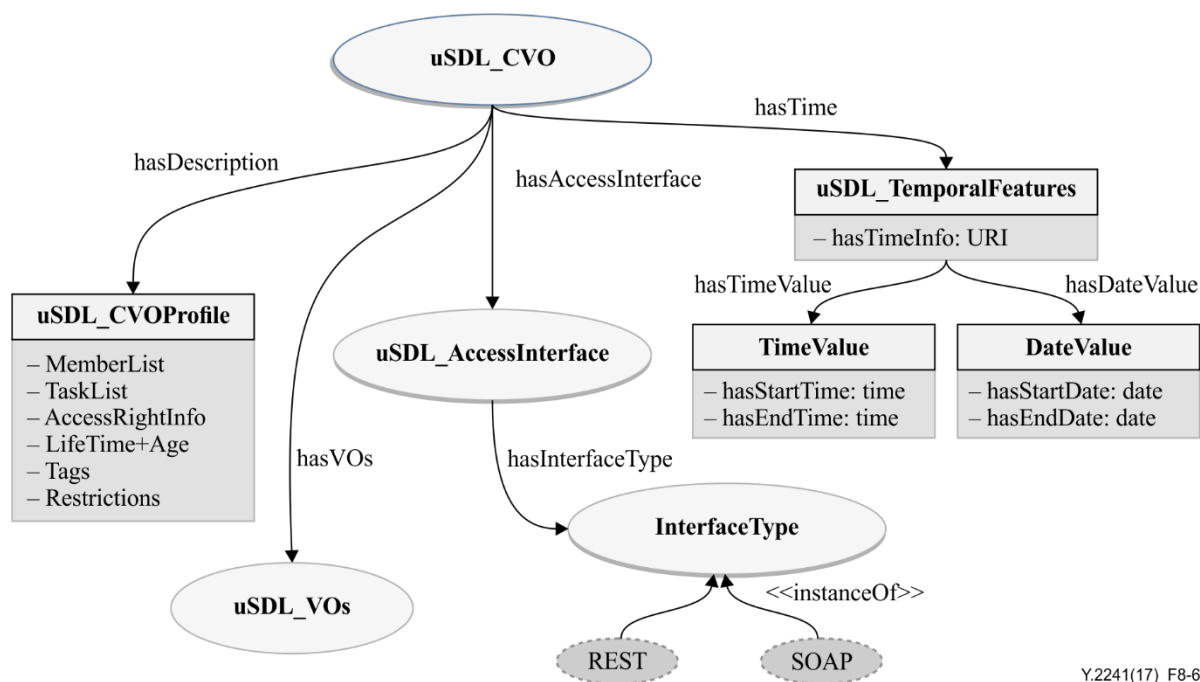 uSDL_CVO
hasTime
hasDescription
hasAccessInterface
uSDL_TemporalFeatures
– hasTimeInfo: URI
hasTimeValue
hasDateValue
uSDL_CVOProfile
– MemberList
– TaskList
– AccessRightInfo
– LifeTime+Age
– Tags
– Restrictions
uSDL_AccessInterface
TimeValue
– hasStartTime: time
– hasEndTime: time
DateValue
– hasStartDate: date
– hasEndDate: date
hasVOs
hasInterfaceType
InterfaceType
uSDL_VOs
<<instanceOf>>
REST
SOAP
Y.2241(17)_F8-6